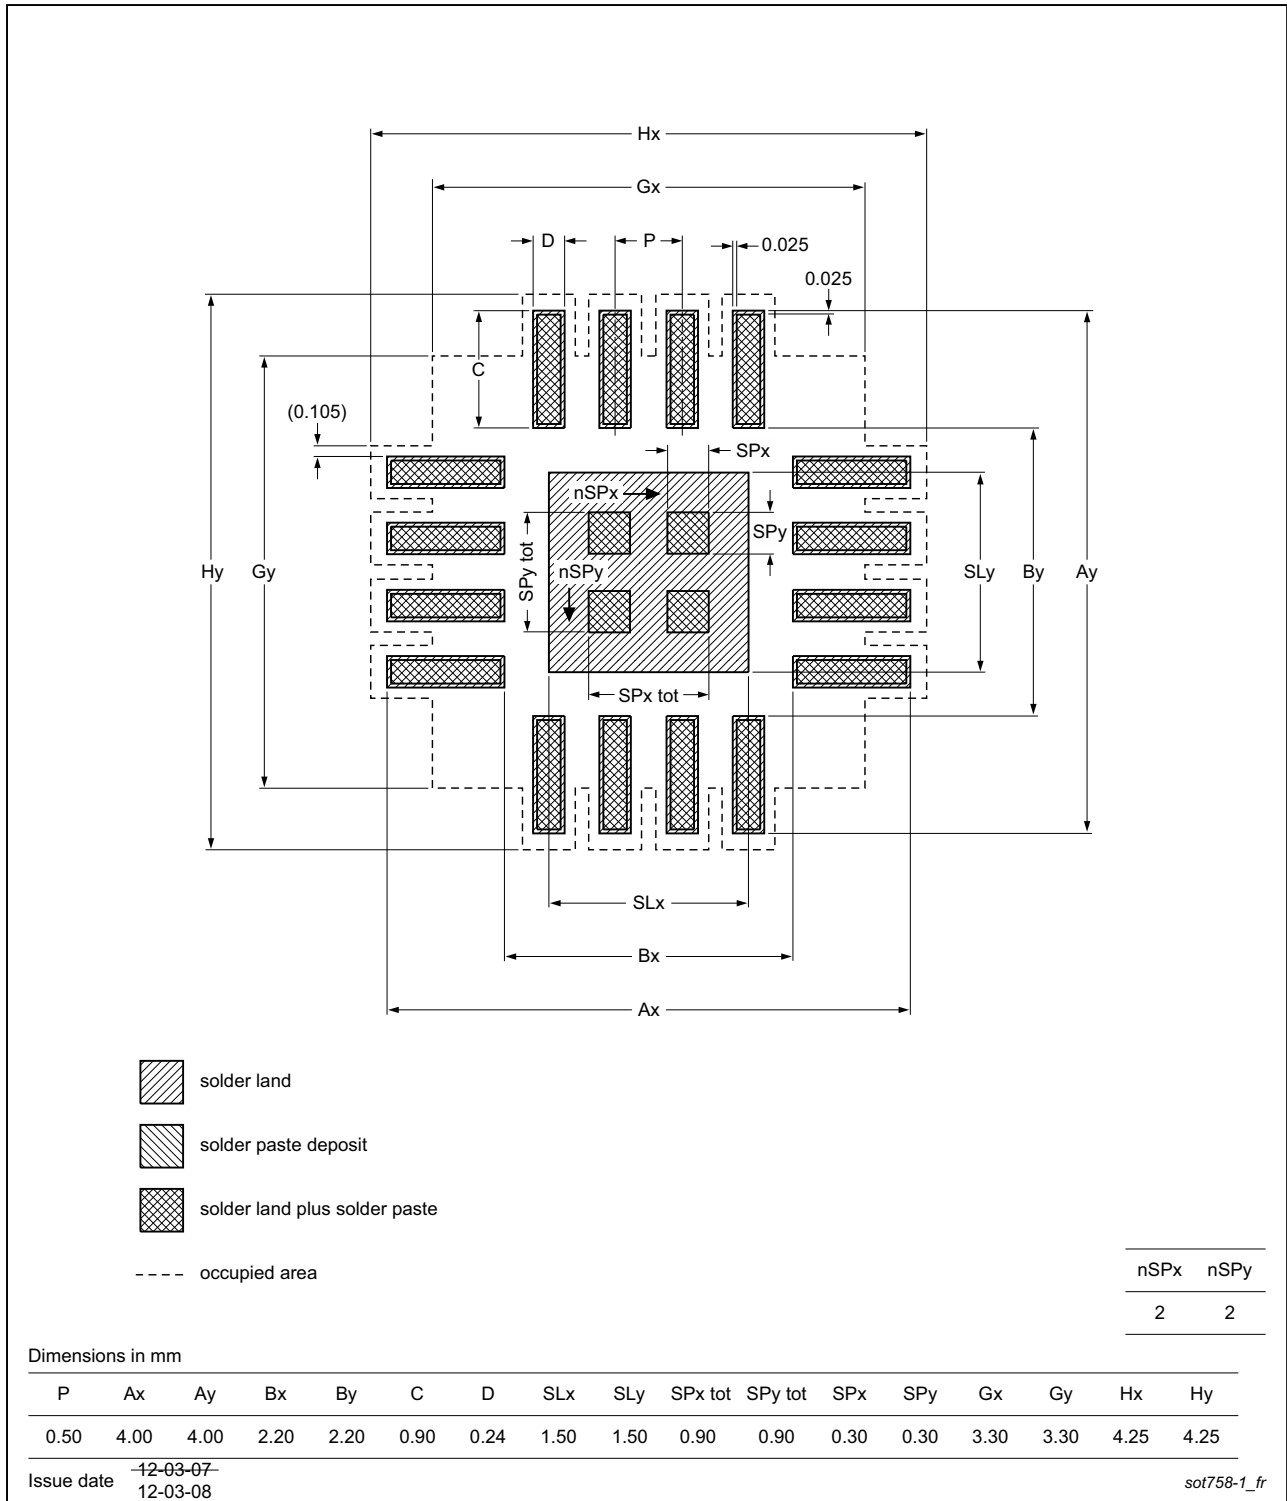 Hx
Gx
D
P
0.025
0.025
C
(0.105)
SPx
nSPx
SPy
SPy tot
nSPy
Hy
Gy
SLy
By
Ay
SPx tot
SLx
Bx
Ax
solder land
solder paste deposit
solder land plus solder paste
occupied area
nSPx nSPy
2 2
Dimensions in mm
P Ax Ay Bx By C D SLx SLy SPx tot SPy tot SPx SPy Gx Gy Hx Hy
0.50 4.00 4.00 2.20 2.20 0.90 0.24 1.50 1.50 0.90 0.90 0.30 0.30 3.30 3.30 4.25 4.25
Issue date 12-03-07
12-03-08
sot758-1_fr